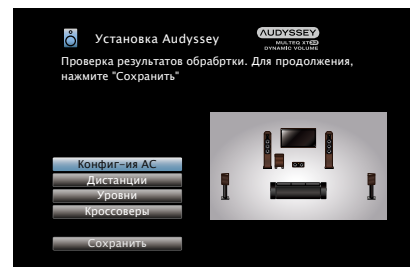 Установка Audyssey
AUDYSSEY
MULTEQ XT32
DYNAMIC VOLUME
Проверка результатов обрабртки. Для продолжения,
нажмите "Сохранить"
Конфиг-ия АС
Дистанции
Уровни
Кроссоверы
Сохранить